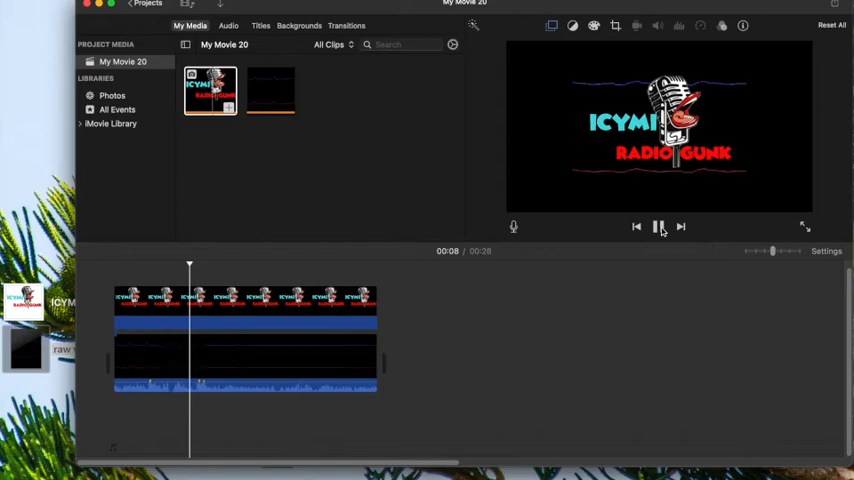 Projects
My Movie 20
My Media Audio Titles Backgrounds Transitions
Reset All
PROJECT MEDIA
My Movie 20
LIBRARIES
Photos
All Events
iMovie Library
My Movie 20
All Clips
Search
ICYMI
RADIO GUNK
00:08 / 00:28
Settings
ICYM
raw